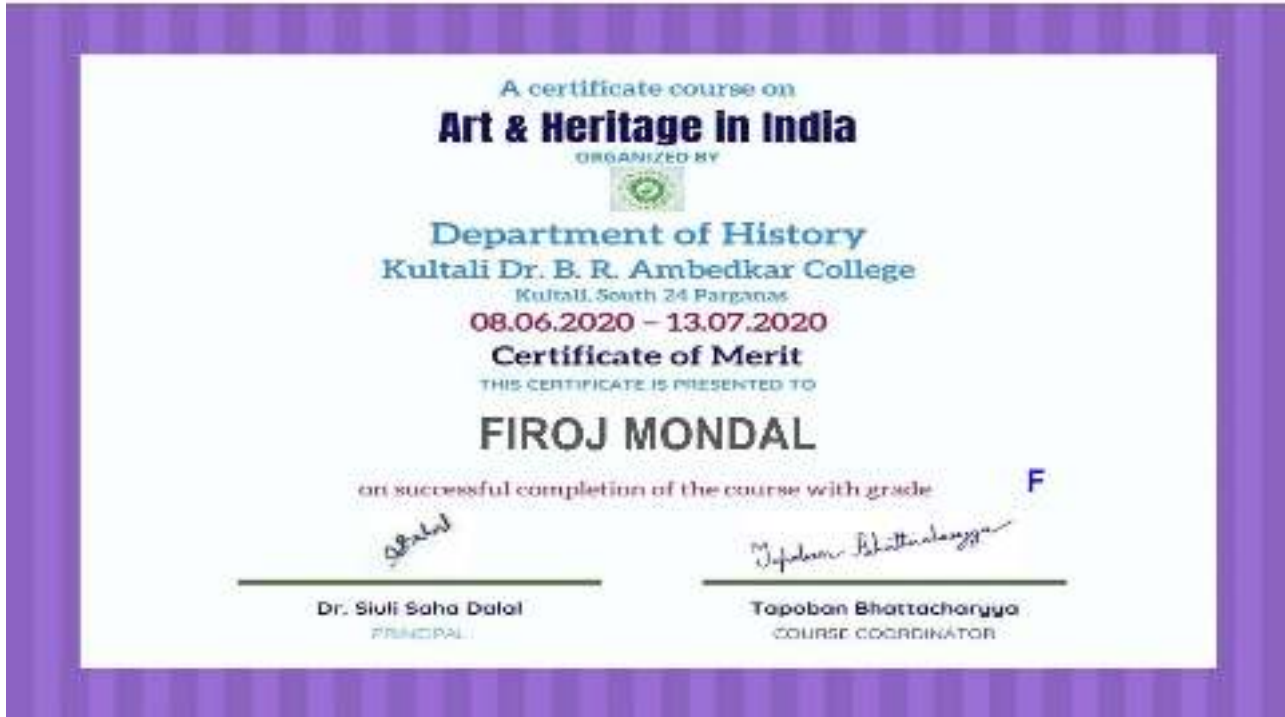 A certificate course on
Art & Heritage in India
ORGANIZED BY
Department of History
Kultali Dr. B. R. Ambedkar College
Kultali, South 24 Parganas
08.06.2020 – 13.07.2020
Certificate of Merit
THIS CERTIFICATE IS PRESENTED TO
FIROJ MONDAL
on successful completion of the course with grade F
Tapoban Bhattacharyya
Dr. Siuli Saha Dalal Tapoban Bhattacharyya
PRINCIPAL COURSE COORDINATOR